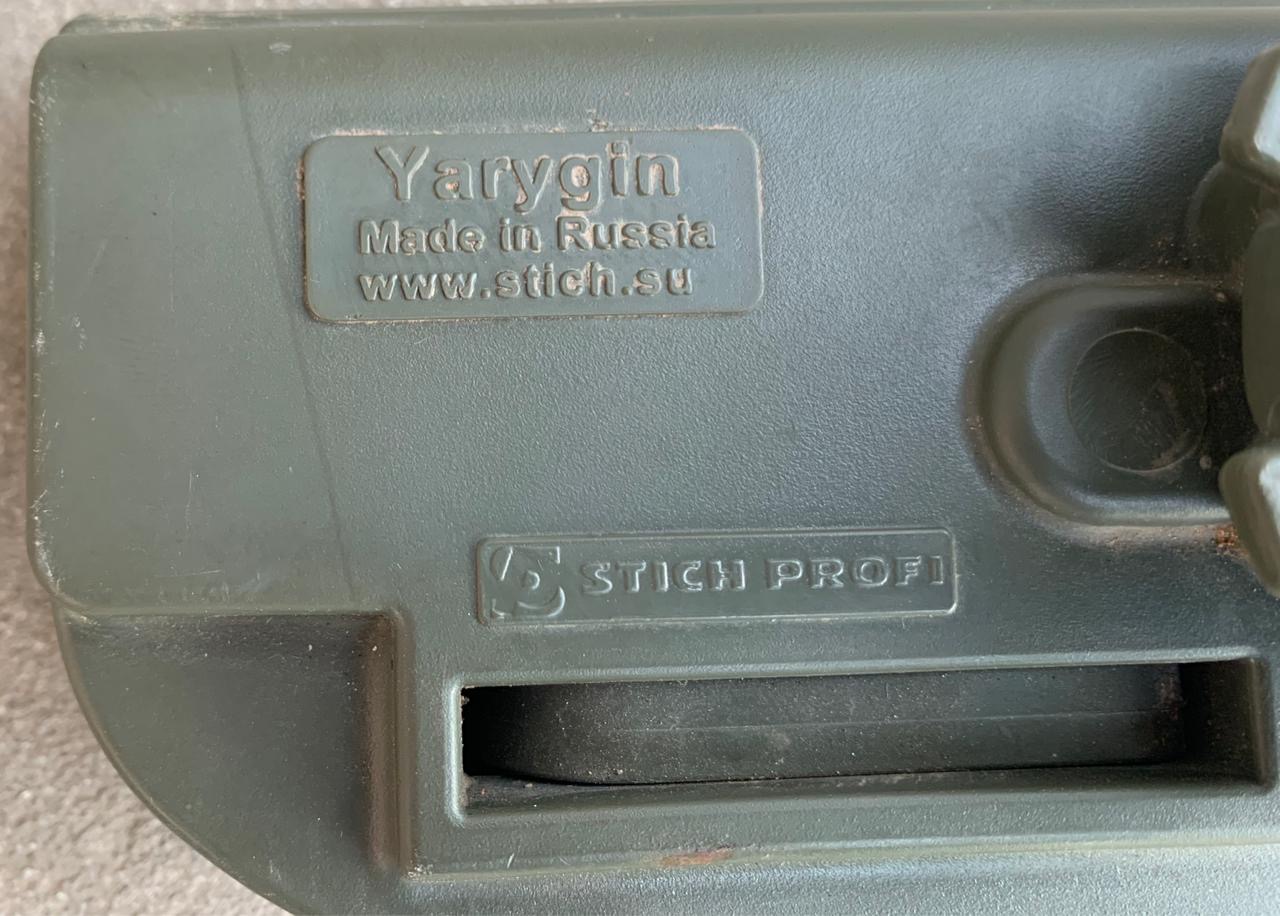 Yarygin
Made in Russia
www.stich.su
STICH PROFI